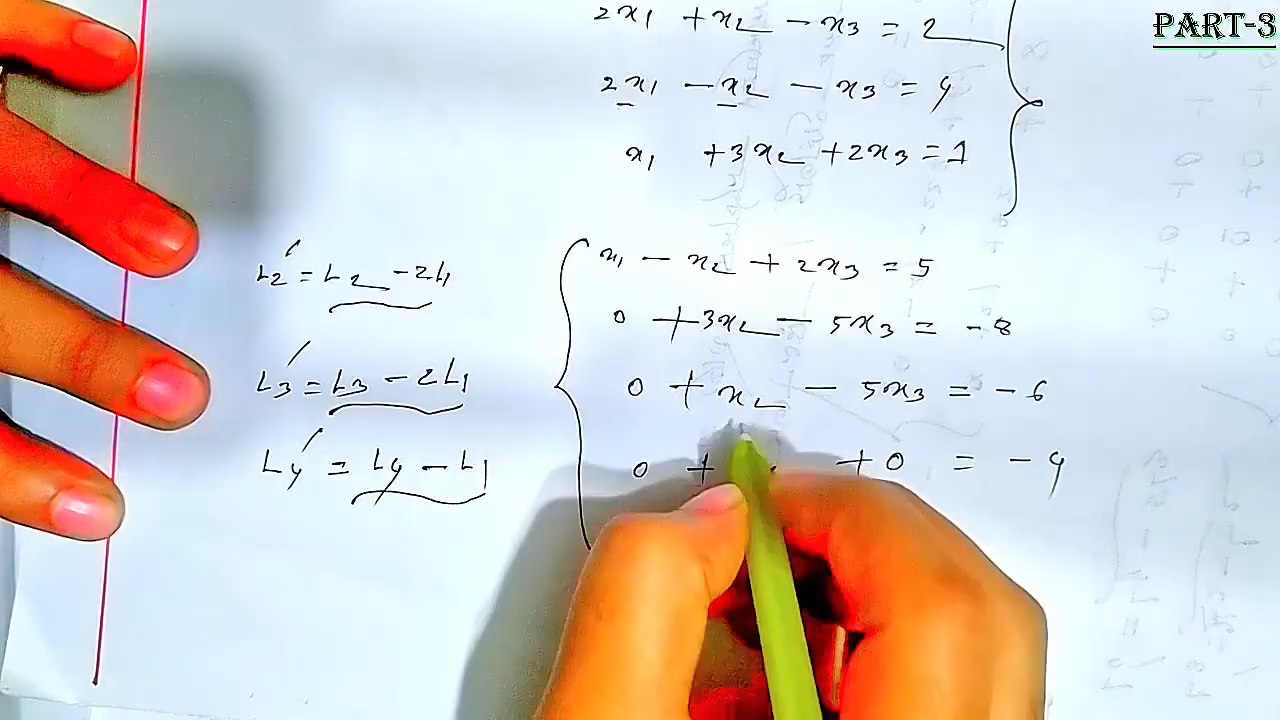 PART-3
2x1 + x2 - x3 = 2
2x1 - x2 - x3 = 4
x1 + 3x2 + 2x3 = 1
x1 - x2 + 2x3 = 5
L2' = L2 - 2L1
0 + 3x2 - 5x3 = -8
L3' = L3 - 2L1
0 + x2 - 5x3 = -6
L4' = L4 - L1
0 + + 0 = -4